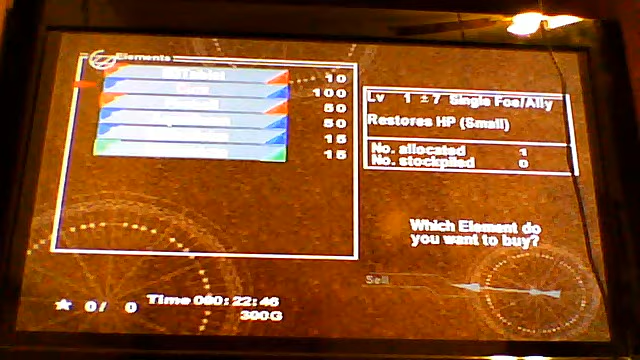 Elements
10
Cure 100
50
50
15
15
Lv 1 ±7 Single Foe/Ally
Restores HP (Small)
No. allocated 1
No. stockpiled 0
Which Element do
you want to buy?
Sell
★ 0/ 0 Time 000:22:46
300G